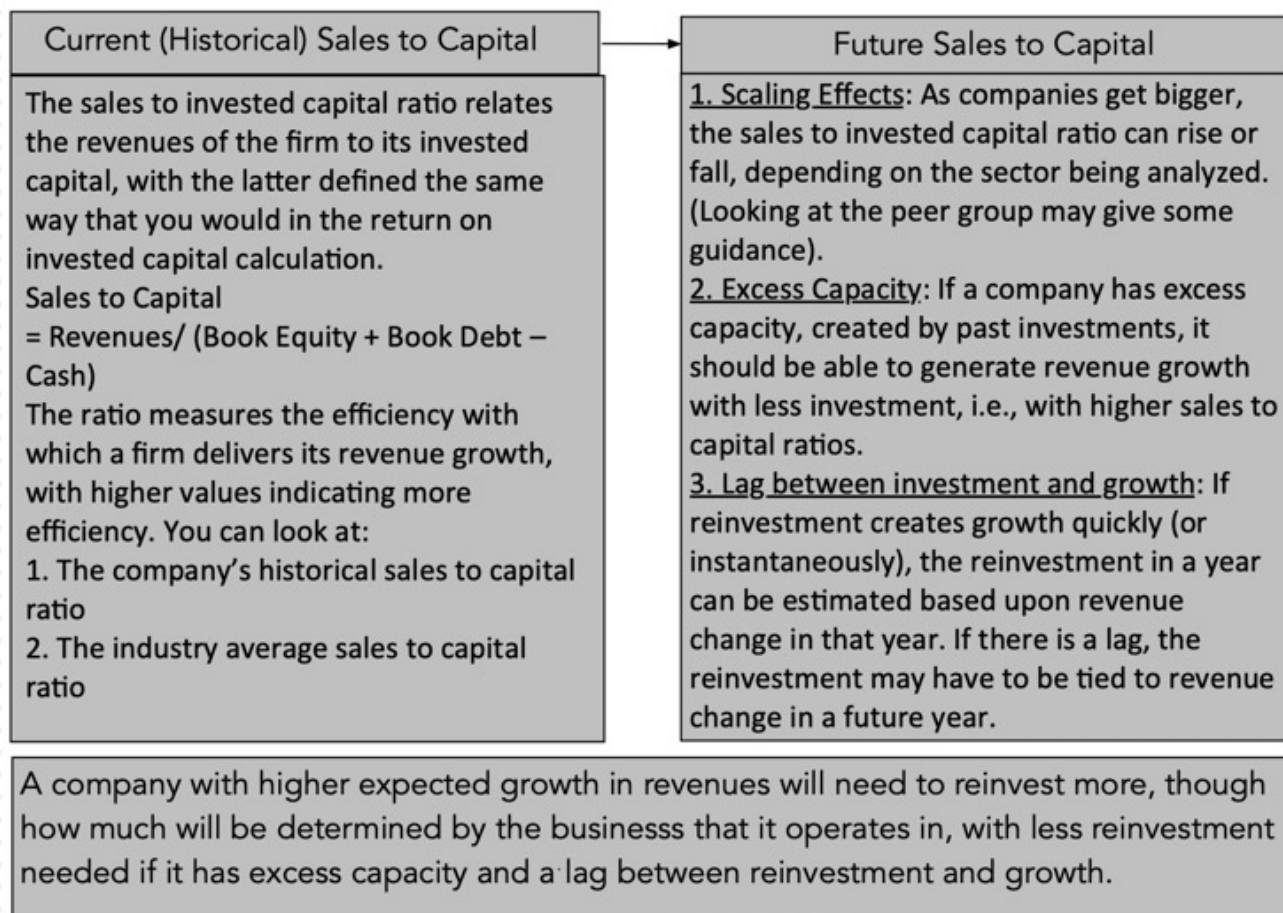 Current (Historical) Sales to Capital
The sales to invested capital ratio relates
the revenues of the firm to its invested
capital, with the latter defined the same
way that you would in the return on
invested capital calculation.
Sales to Capital
= Revenues/ (Book Equity + Book Debt –
Cash)
The ratio measures the efficiency with
which a firm delivers its revenue growth,
with higher values indicating more
efficiency. You can look at:
1. The company’s historical sales to capital
ratio
2. The industry average sales to capital
ratio
Future Sales to Capital
1. Scaling Effects: As companies get bigger,
the sales to invested capital ratio can rise or
fall, depending on the sector being analyzed.
(Looking at the peer group may give some
guidance).
2. Excess Capacity: If a company has excess
capacity, created by past investments, it
should be able to generate revenue growth
with less investment, i.e., with higher sales to
capital ratios.
3. Lag between investment and growth: If
reinvestment creates growth quickly (or
instantaneously), the reinvestment in a year
can be estimated based upon revenue
change in that year. If there is a lag, the
reinvestment may have to be tied to revenue
change in a future year.
A company with higher expected growth in revenues will need to reinvest more, though
how much will be determined by the businesss that it operates in, with less reinvestment
needed if it has excess capacity and a lag between reinvestment and growth.